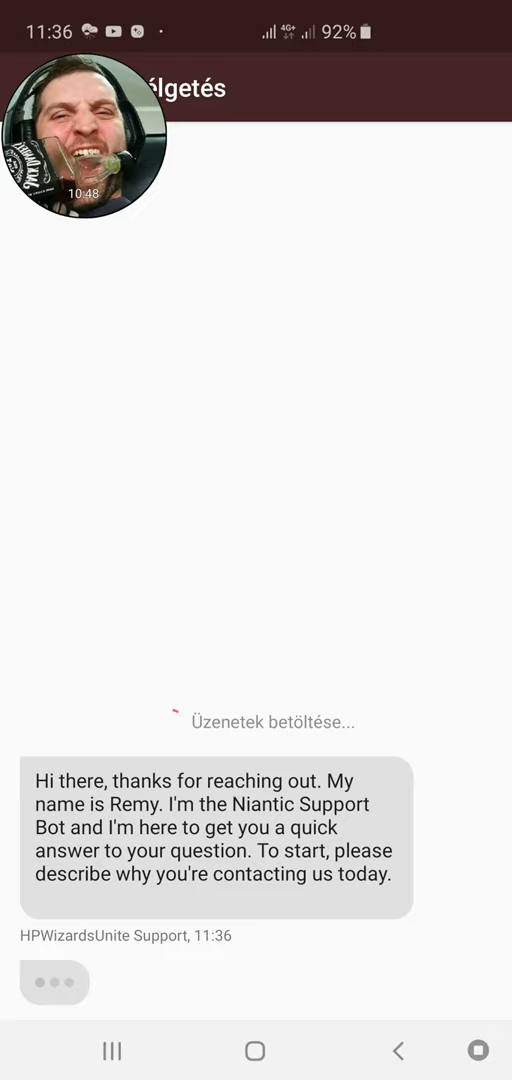 11:36
4G+
92%
élgetés
10:48
Üzenetek betöltése...
Hi there, thanks for reaching out. My
name is Remy. I'm the Niantic Support
Bot and I'm here to get you a quick
answer to your question. To start, please
describe why you're contacting us today.
HPWizardsUnite Support, 11:36